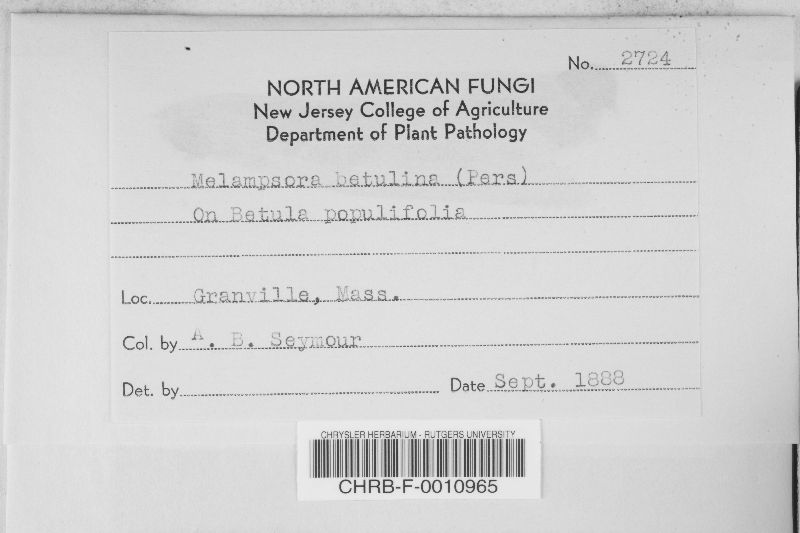 No. 2724
NORTH AMERICAN FUNGI
New Jersey College of Agriculture
Department of Plant Pathology
Melampsora betulina (Pers)
On Betula populifolia
Loc. Granville, Mass.
Col. by A. B. Seymour
Det. by
Date Sept. 1888
CHRYSLER HERBARIUM - RUTGERS UNIVERSITY
CHRB-F-0010965